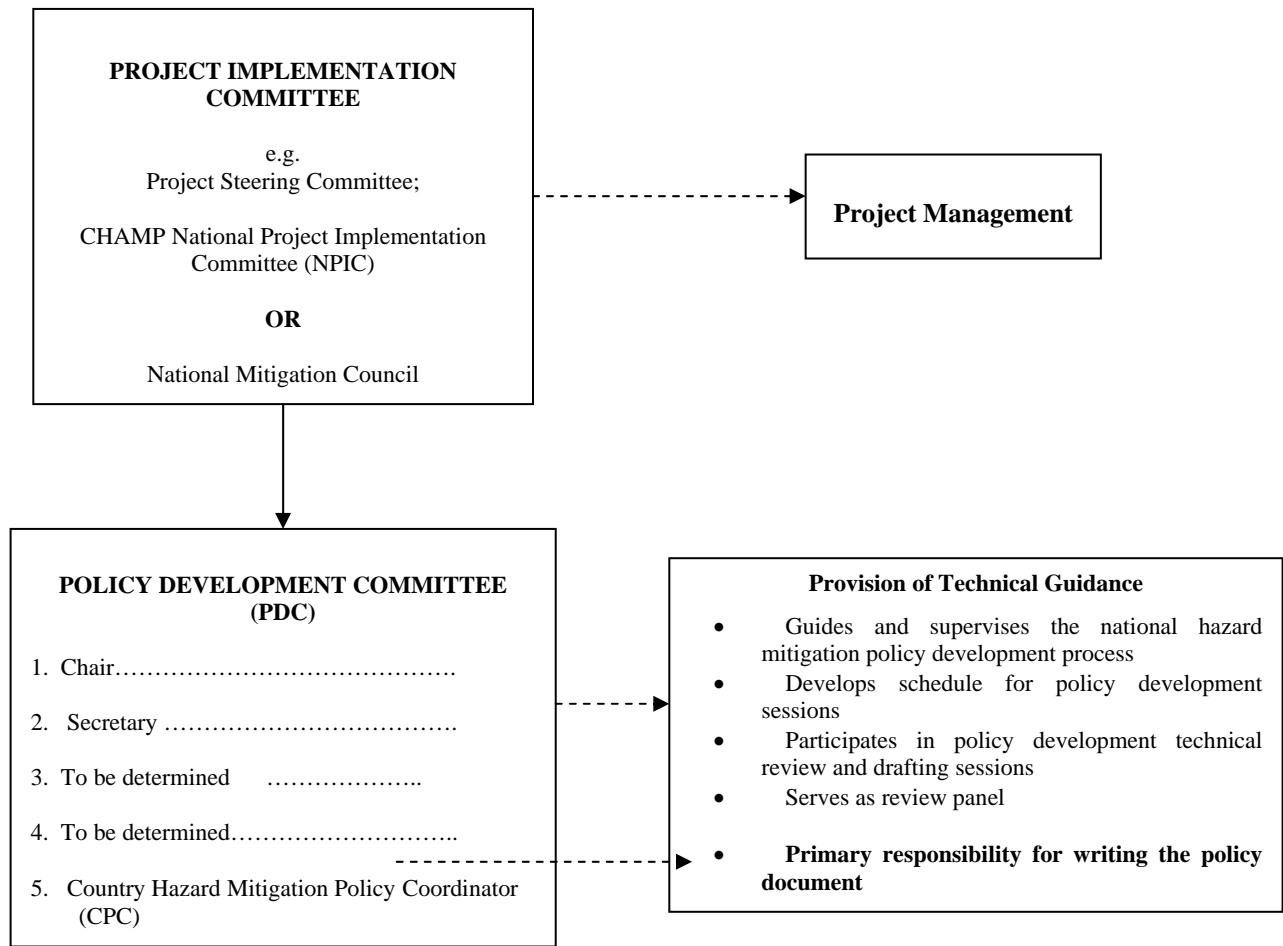 PROJECT IMPLEMENTATION
COMMITTEE
e.g.
Project Steering Committee;
CHAMP National Project Implementation
Committee (NPIC)
OR
National Mitigation Council
Project Management
POLICY DEVELOPMENT COMMITTEE
(PDC)
1. Chair…………………………………….
2. Secretary ……………………………….
3. To be determined ………………..
4. To be determined………………………..
5. Country Hazard Mitigation Policy Coordinator
(CPC)
Provision of Technical Guidance
• Guides and supervises the national hazard
mitigation policy development process
• Develops schedule for policy development
sessions
• Participates in policy development technical
review and drafting sessions
• Serves as review panel
• Primary responsibility for writing the policy
document